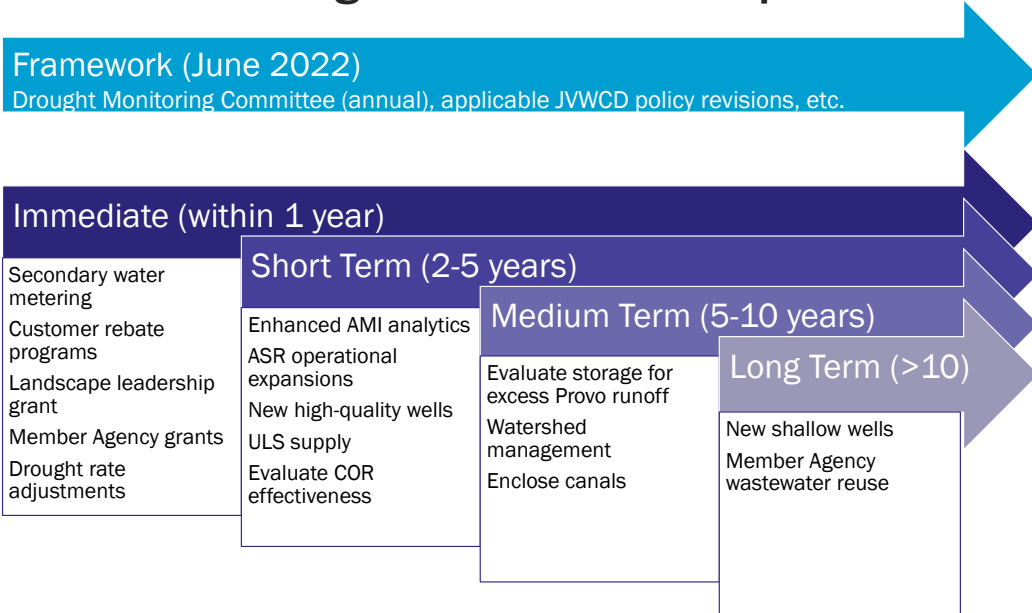 Framework (June 2022)
Drought Monitoring Committee (annual), applicable JVWCD policy revisions, etc.
Immediate (within 1 year)
Secondary water
metering
Customer rebate
programs
Landscape leadership
grant
Member Agency grants
Drought rate
adjustments
Short Term (2-5 years)
Enhanced AMI analytics
ASR operational
expansions
New high-quality wells
ULS supply
Evaluate COR
effectiveness
Medium Term (5-10 years)
Evaluate storage for
excess Provo runoff
Watershed
management
Enclose canals
Long Term (>10)
New shallow wells
Member Agency
wastewater reuse